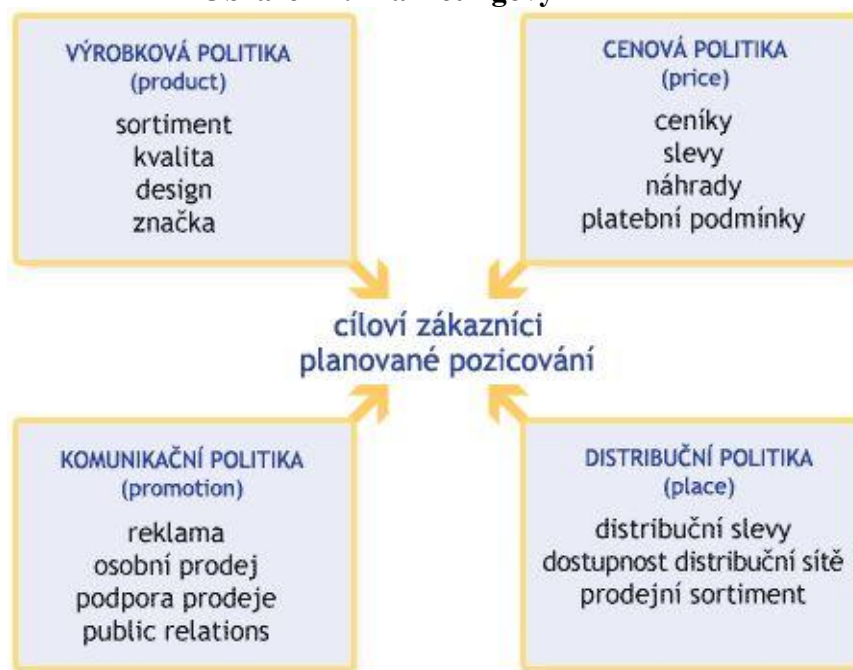 VÝROBKOVÁ POLITIKA
(product)
sortiment
kvalita
design
značka
CENOVÁ POLITIKA
(price)
ceníky
slevy
náhrady
platební podmínky
cíloví zákazníci
planované pozicování
KOMUNIKAČNÍ POLITIKA
(promotion)
reklama
osobní prodej
podpora prodeje
public relations
DISTRIBUČNÍ POLITIKA
(place)
distribuční slevy
dostupnost distribuční sítě
prodejní sortiment